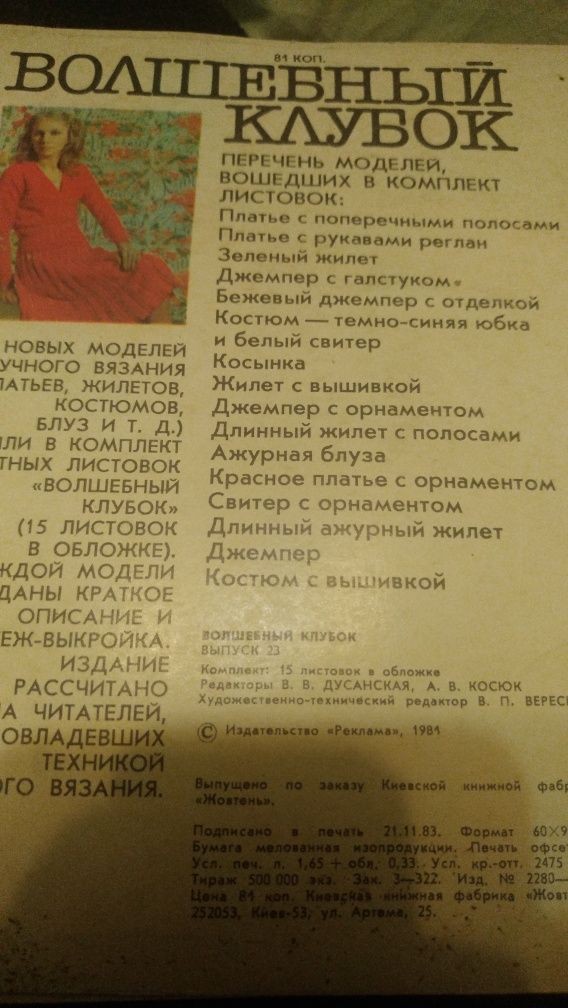 81 КОП.
ВОЛШЕБНЫЙ
КЛУБОК
ПЕРЕЧЕНЬ МОДЕЛЕЙ,
ВОШЕДШИХ В КОМПЛЕКТ
ЛИСТОВОК:
Платье с поперечными полосами
Платье с рукавами реглан
Зеленый жилет
Джемпер с галстуком
Бежевый джемпер с отделкой
Костюм — темно-синяя юбка
и белый свитер
Косынка
Жилет с вышивкой
Джемпер с орнаментом
Длинный жилет с полосами
Ажурная блуза
Красное платье с орнаментом
Свитер с орнаментом
Длинный ажурный жилет
Джемпер
Костюм с вышивкой
НОВЫХ МОДЕЛЕЙ
УЧНОГО ВЯЗАНИЯ
ЛАТЬЕВ, ЖИЛЕТОВ,
КОСТЮМОВ,
БЛУЗ И Т. Д.)
ЛИ В КОМПЛЕКТ
ТНЫХ ЛИСТОВОК
«ВОЛШЕБНЫЙ
КЛУБОК»
(15 ЛИСТОВОК
В ОБЛОЖКЕ).
ЖДОЙ МОДЕЛИ
ДАНЫ КРАТКОЕ
ОПИСАНИЕ И
ЕЖ-ВЫКРОЙКА.
ИЗДАНИЕ
РАССЧИТАНО
А ЧИТАТЕЛЕЙ,
ОВЛАДЕВШИХ
ТЕХНИКОЙ
ГО ВЯЗАНИЯ.
ВОЛШЕБНЫЙ КЛУБОК
ВЫПУСК 23
Комплект: 15 листовок в обложке
Редакторы В. В. ДУСАНСКАЯ, А. В. КОСЮК
Художественно-технический редактор В. П. ВЕРЕС
© Издательство «Реклама», 1984
Выпущено по заказу Киевской книжной фабр
«Жовтень».
Подписано в печать 21.11.83. Формат 60×9
Бумага мелованная изопродукции. Печать офсе
Усл. печ. л. 1,65 + обл. 0,33. Усл. кр.-отт. 2475
Тираж 500 000 экз. Зак. 3—322. Изд. № 2280—
Цена 81 коп. Киевская книжная фабрика «Жовт
252053, Киев-53, ул. Артема, 25.